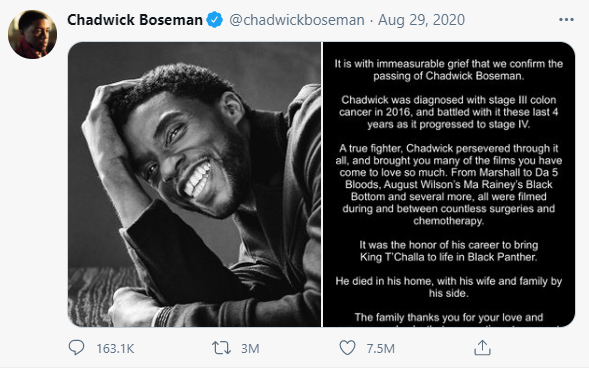 Chadwick Boseman @chadwickboseman · Aug 29, 2020
It is with immeasurable grief that we confirm the
passing of Chadwick Boseman.
Chadwick was diagnosed with stage III colon
cancer in 2016, and battled with it these last 4
years as it progressed to stage IV.
A true fighter, Chadwick persevered through it
all, and brought you many of the films you have
come to love so much. From Marshall to Da 5
Bloods, August Wilson's Ma Rainey's Black
Bottom and several more, all were filmed
during and between countless surgeries and
chemotherapy.
It was the honor of his career to bring
King T'Challa to life in Black Panther.
He died in his home, with his wife and family by
his side.
The family thanks you for your love and
163.1K 3M 7.5M